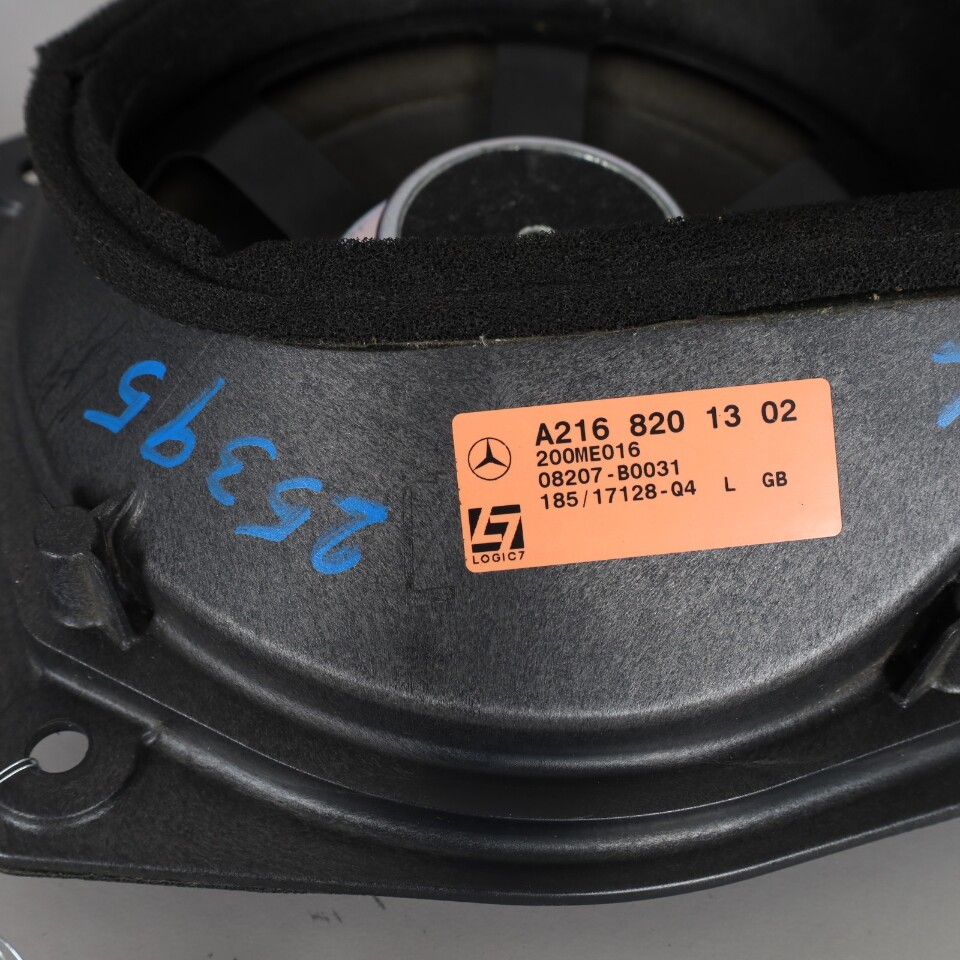 25395
A216 820 13 02
200ME016
08207-B0031
185/17128-Q4 L GB
LOGIC7